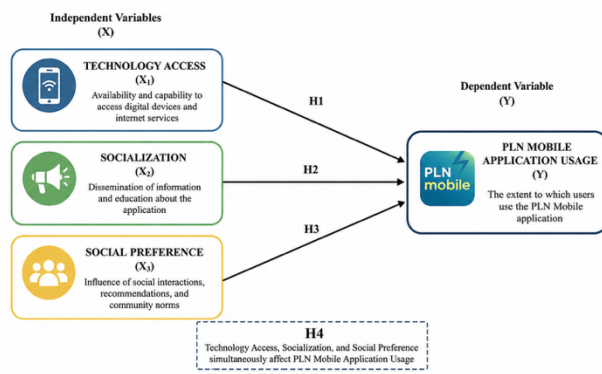 Independent Variables
(X)
TECHNOLOGY ACCESS
(X₁)
Availability and capability to
access digital devices and
internet services
SOCIALIZATION
(X₂)
Dissemination of information
and education about the
application
SOCIAL PREFERENCE
(X₃)
Influence of social interactions,
recommendations, and
community norms
H1
H2
H3
Dependent Variable
(Y)
PLN
mobile
PLN MOBILE
APPLICATION USAGE
(Y)
The extent to which users
use the PLN Mobile
application
H4
Technology Access, Socialization, and Social Preference
simultaneously affect PLN Mobile Application Usage